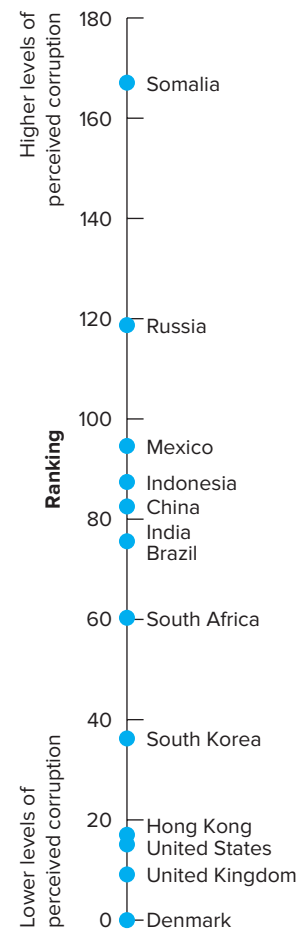 Higher levels of
perceived corruption
Ranking
Lower levels of
perceived corruption
180
160
140
120
100
80
60
40
20
0
Somalia
Russia
Mexico
Indonesia
China
India
Brazil
South Africa
South Korea
Hong Kong
United States
United Kingdom
Denmark